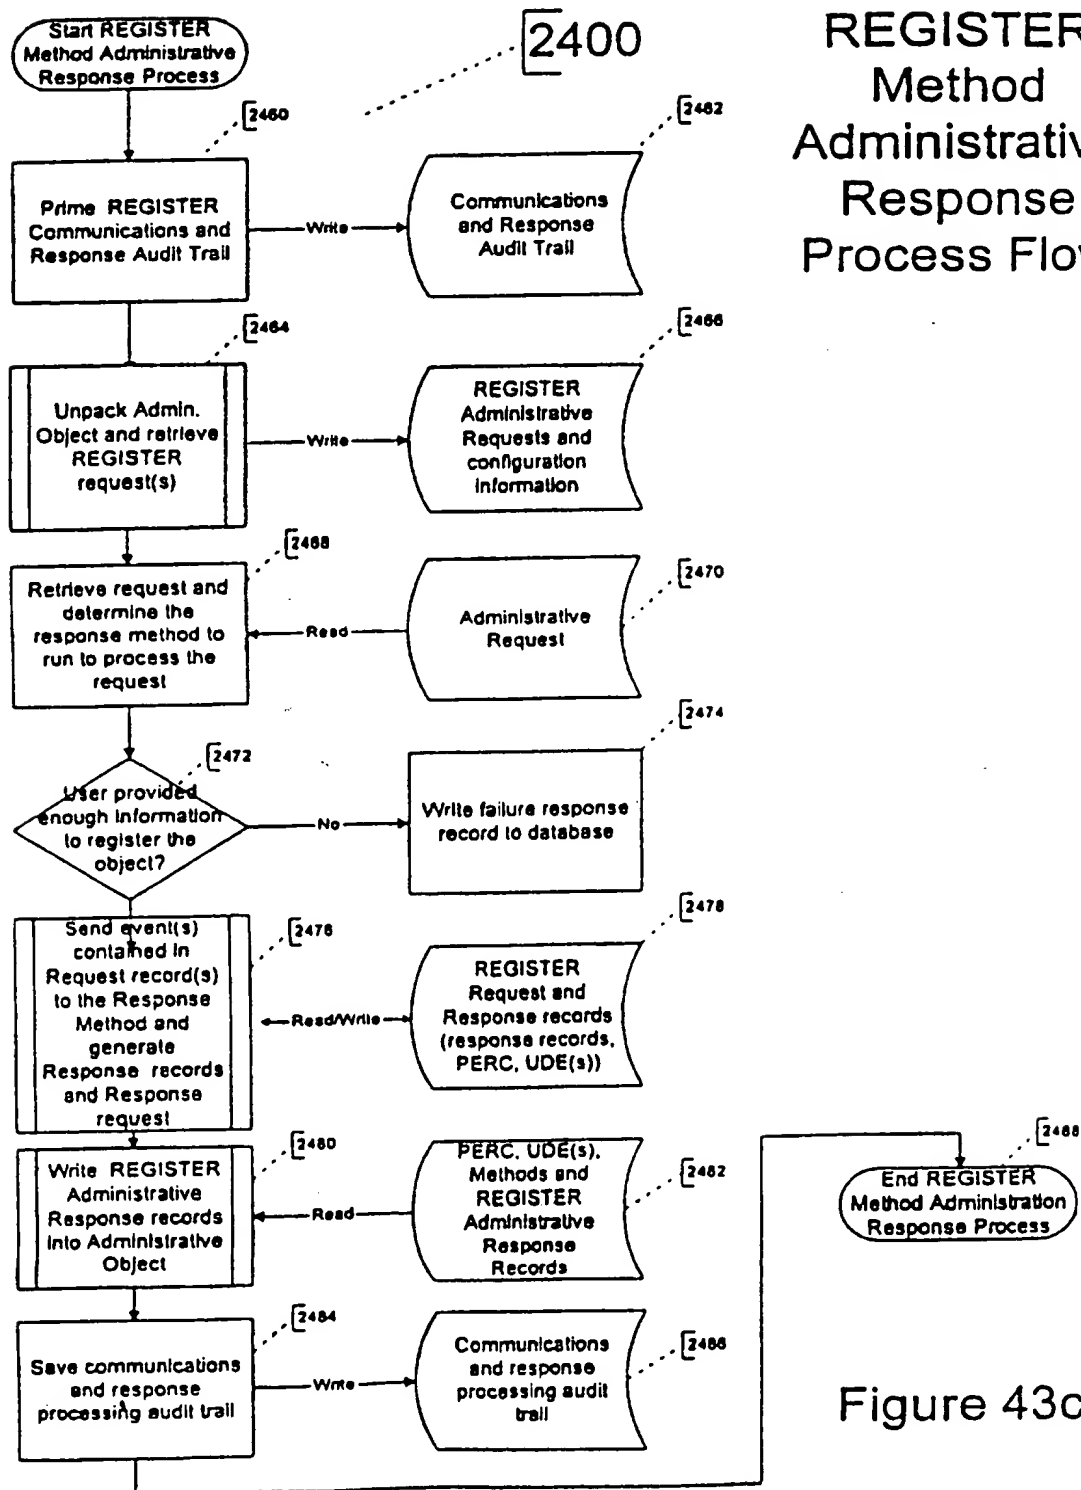 Start REGISTER
Method Administrative
Response Process
2400
REGISTER
Method
Administrativ
Response
Process Flow
2460
Prime REGISTER
Communications and
Response Audit Trail
Write
2462
Communications
and Response
Audit Trail
2464
Unpack Admin.
Object and retrieve
REGISTER
request(s)
Write
2466
REGISTER
Administrative
Requests and
configuration
information
2468
Retrieve request and
determine the
response method to
run to process the
request
Read
2470
Administrative
Request
2472
User provided
enough information
to register the
object?
No
2474
Write failure response
record to database
2476
Send event(s)
contained in
Request record(s)
to the Response
Method and
generate
Response records
and Response
request
Read/Write
2478
REGISTER
Request and
Response records
(response records,
PERC, UDE(s))
2480
Write REGISTER
Administrative
Response records
into Administrative
Object
Read
2482
PERC, UDE(s),
Methods and
REGISTER
Administrative
Response
Records
2484
Save communications
and response
processing audit trail
Write
2486
Communications
and response
processing audit
trail
2488
End REGISTER
Method Administration
Response Process
Figure 43c